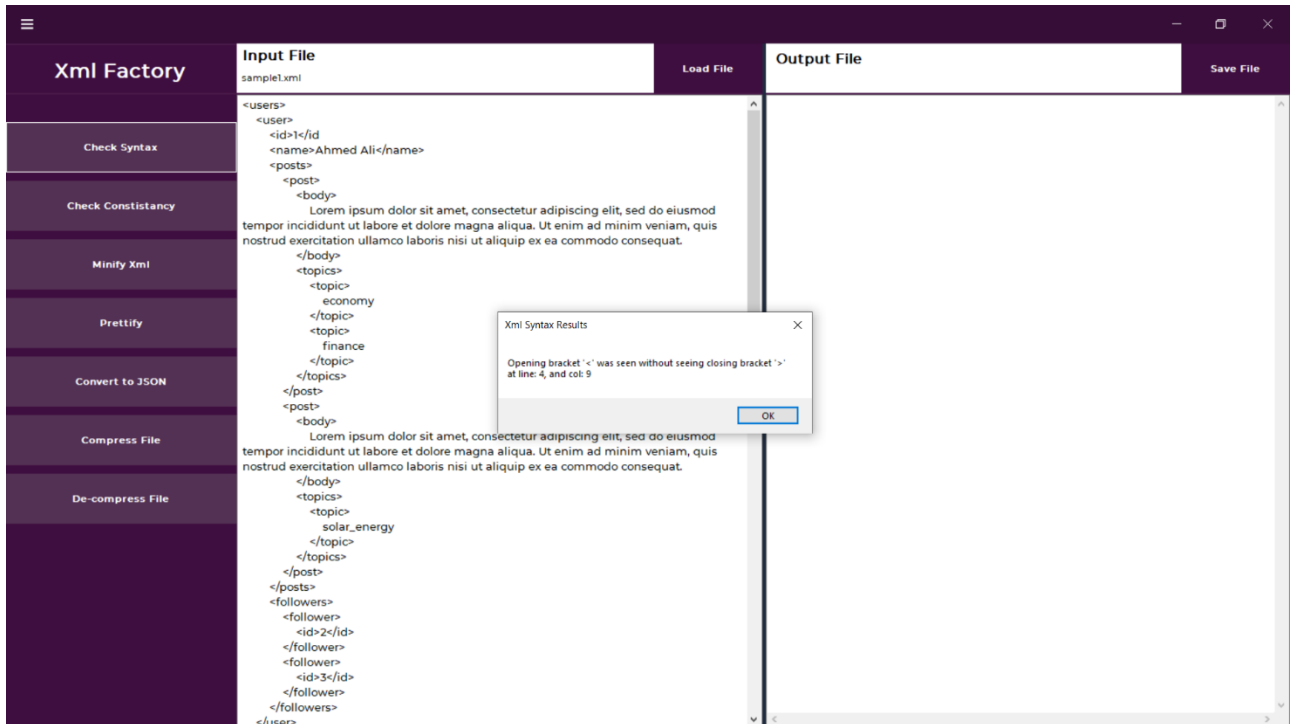 Xml Factory
Check Syntax
Check Constistancy
Minify Xml
Prettify
Convert to JSON
Compress File
De-compress File
Input File
sample1.xml
Load File
<users>
<user>
<id>1</id
<name>Ahmed Ali</name>
<posts>
<post>
<body>
Lorem ipsum dolor sit amet, consectetur adipiscing elit, sed do eiusmod
tempor incididunt ut labore et dolore magna aliqua. Ut enim ad minim veniam, quis
nostrud exercitation ullamco laboris nisi ut aliquip ex ea commodo consequat.
</body>
<topics>
<topic>
economy
</topic>
<topic>
finance
</topic>
</topics>
</post>
<post>
<body>
Lorem ipsum dolor sit amet, consectetur adipiscing elit, sed do eiusmod
tempor incididunt ut labore et dolore magna aliqua. Ut enim ad minim veniam, quis
nostrud exercitation ullamco laboris nisi ut aliquip ex ea commodo consequat.
</body>
<topics>
<topic>
solar_energy
</topic>
</topics>
</post>
</posts>
<followers>
<follower>
<id>2</id>
</follower>
<follower>
<id>3</id>
</follower>
</followers>
</user>
Xml Syntax Results
Opening bracket '<' was seen without seeing closing bracket '>'
at line: 4, and col: 9
OK
Output File
Save File